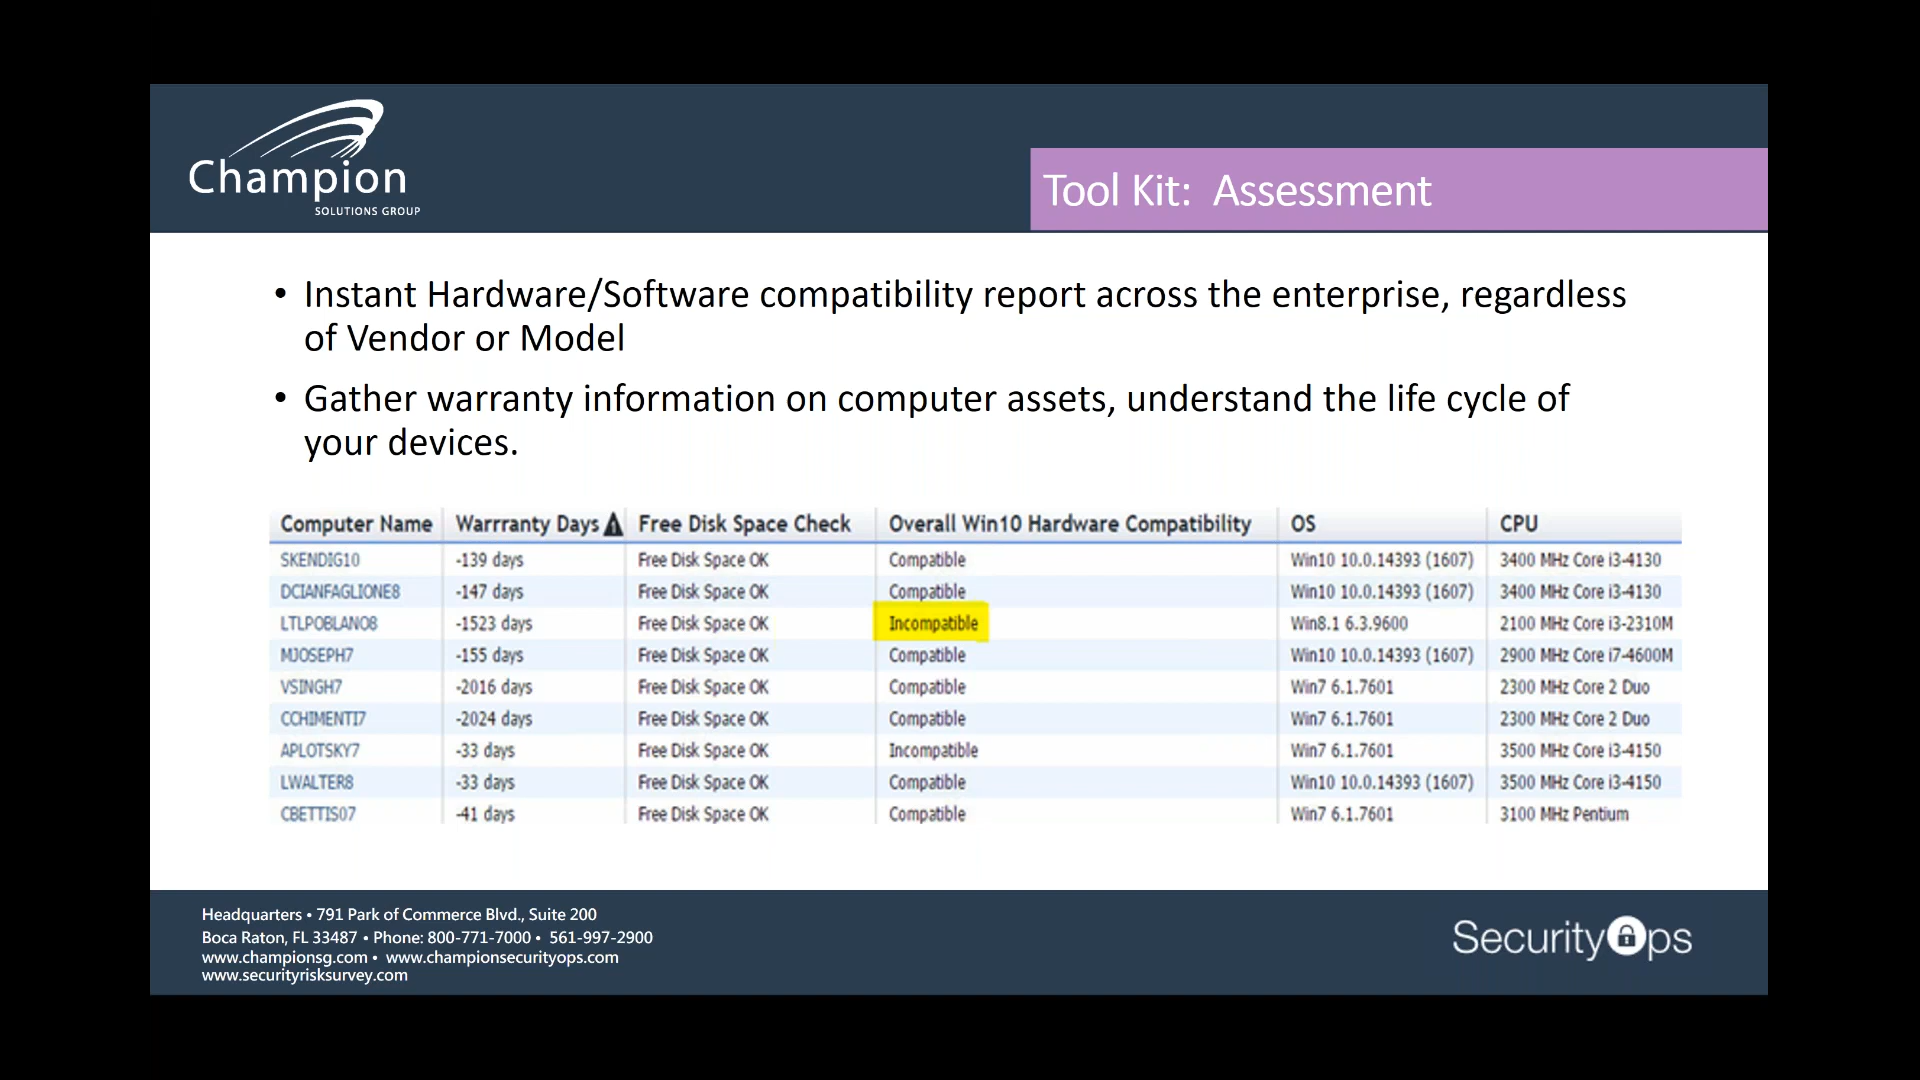 Champion
SOLUTIONS GROUP
Tool Kit: Assessment
• Instant Hardware/Software compatibility report across the enterprise, regardless
of Vendor or Model
• Gather warranty information on computer assets, understand the life cycle of
your devices.
Computer Name Warrranty Days Free Disk Space Check Overall Win10 Hardware Compatibility OS CPU
SKENDIG10 -139 days Free Disk Space OK Compatible Win10 10.0.14393 (1607) 3400 MHz Core i3-4130
DCIANFAGLIONE8 -147 days Free Disk Space OK Compatible Win10 10.0.14393 (1607) 3400 MHz Core i3-4130
LTLPOBLANO8 -1523 days Free Disk Space OK Incompatible Win8.1 6.3.9600 2100 MHz Core i3-2310M
MJOSEPH7 -155 days Free Disk Space OK Compatible Win10 10.0.14393 (1607) 2900 MHz Core i7-4600M
VSINGH7 -2016 days Free Disk Space OK Compatible Win7 6.1.7601 2300 MHz Core 2 Duo
CCHIMENTI7 -2024 days Free Disk Space OK Compatible Win7 6.1.7601 2300 MHz Core 2 Duo
APLOTSKY7 -33 days Free Disk Space OK Incompatible Win7 6.1.7601 3500 MHz Core i3-4150
LWALTER8 -33 days Free Disk Space OK Compatible Win10 10.0.14393 (1607) 3500 MHz Core i3-4150
CBETTIS07 -41 days Free Disk Space OK Compatible Win7 6.1.7601 3100 MHz Pentium
Headquarters • 791 Park of Commerce Blvd., Suite 200
Boca Raton, FL 33487 • Phone: 800-771-7000 • 561-997-2900
www.championsg.com • www.championsecurityops.com
www.securityrisksurvey.com
SecurityOps